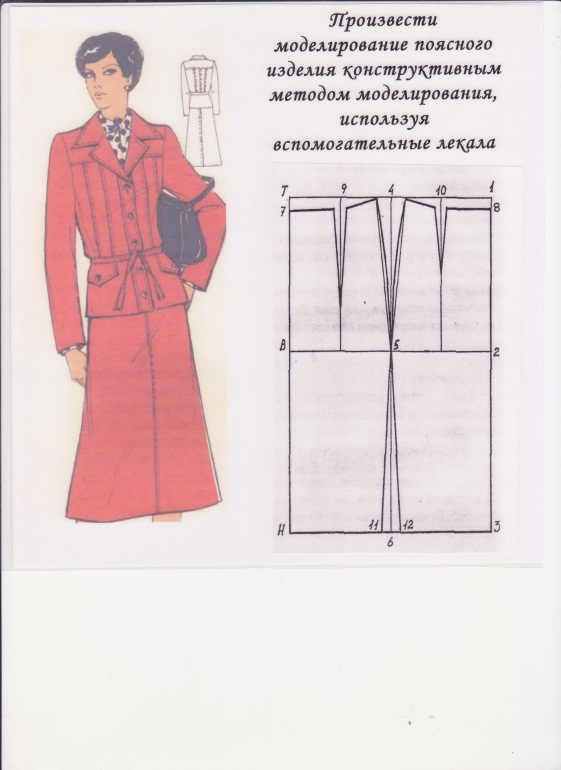 Произвести
моделирование поясного
изделия конструктивным
методом моделирования,
используя
вспомогательные лекала
Т 9 4 10 1
7 8
В 5 2
Н 11 12 3
6